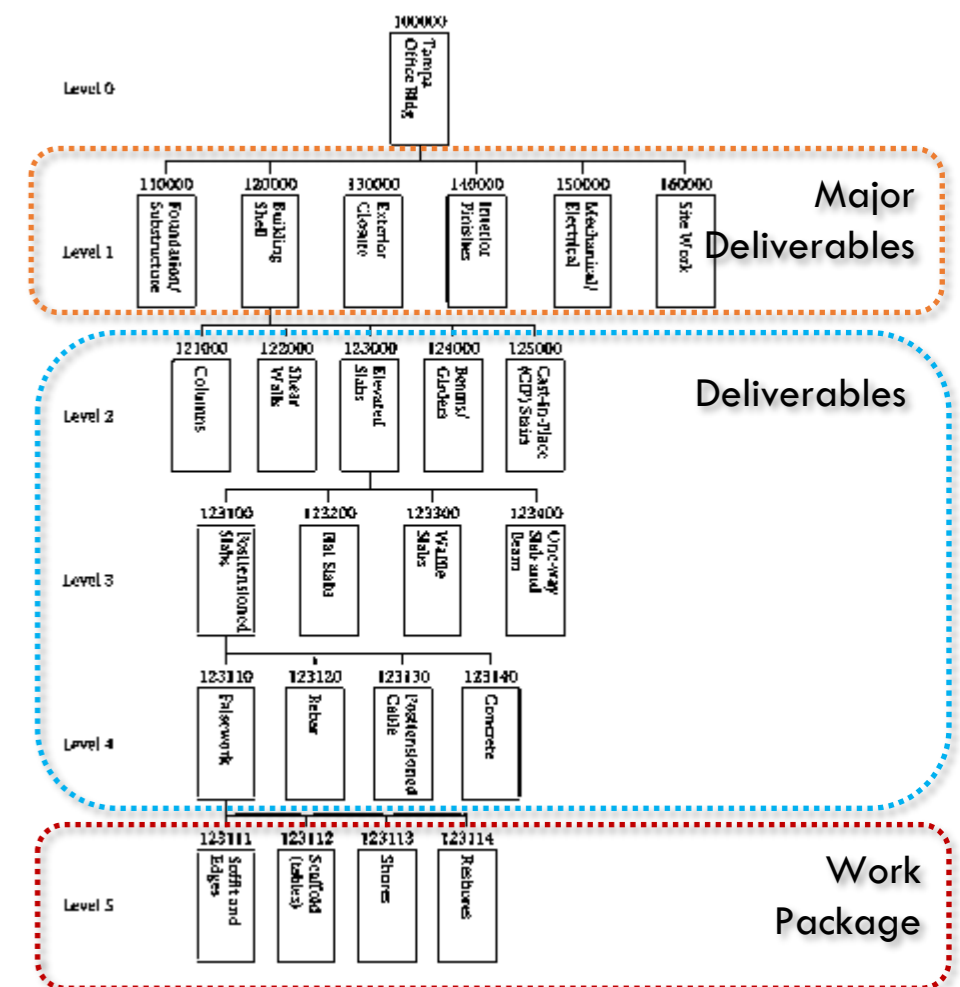 100000
Tampa
Office Bldg
Level 0
Major
Deliverables
110000
120000
130000
140000
150000
160000
Level 1
Foundation/
Substructure
Building
Shell
Exterior
Closure
Interior
Finishes
Mechanical/
Electrical
Site Work
Deliverables
121000
122000
123000
124000
125000
Level 2
Columns
Shear
Walls
Elevated
Slabs
Beams/
Girders
Cast-in-Place
(CIP) Stairs
123100
123200
123300
123400
Level 3
Posttensioned
Slabs
Flat Slabs
Waffle
Slabs
One-way
Slab and
Beam
123110
123120
123130
123140
Level 4
Falsework
Rebar
Posttensioned
Cable
Concrete
Work
Package
123111
123112
123113
123114
Level 5
Soffit and
Edges
Scaffold
(tables)
Shores
Reshores